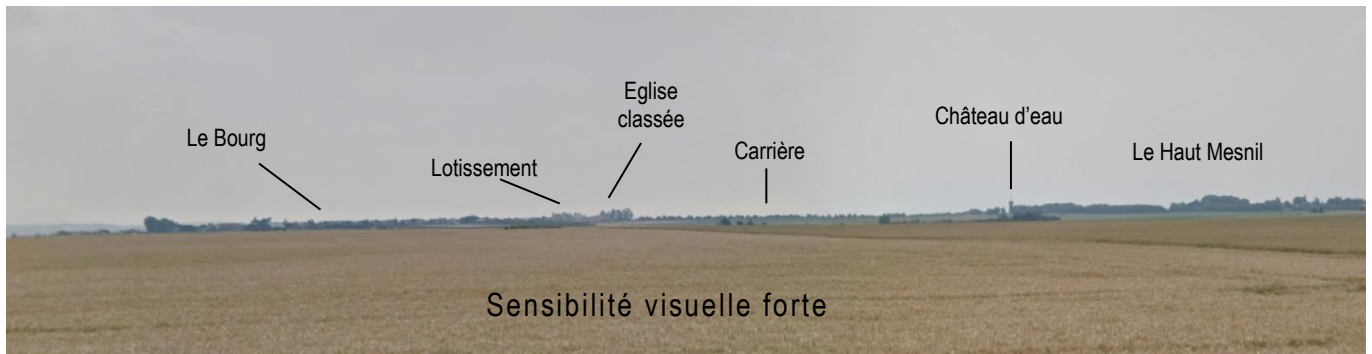 Le Bourg
Lotissement
Eglise
classée
Carrière
Château d'eau
Le Haut Mesnil
Sensibilité visuelle forte